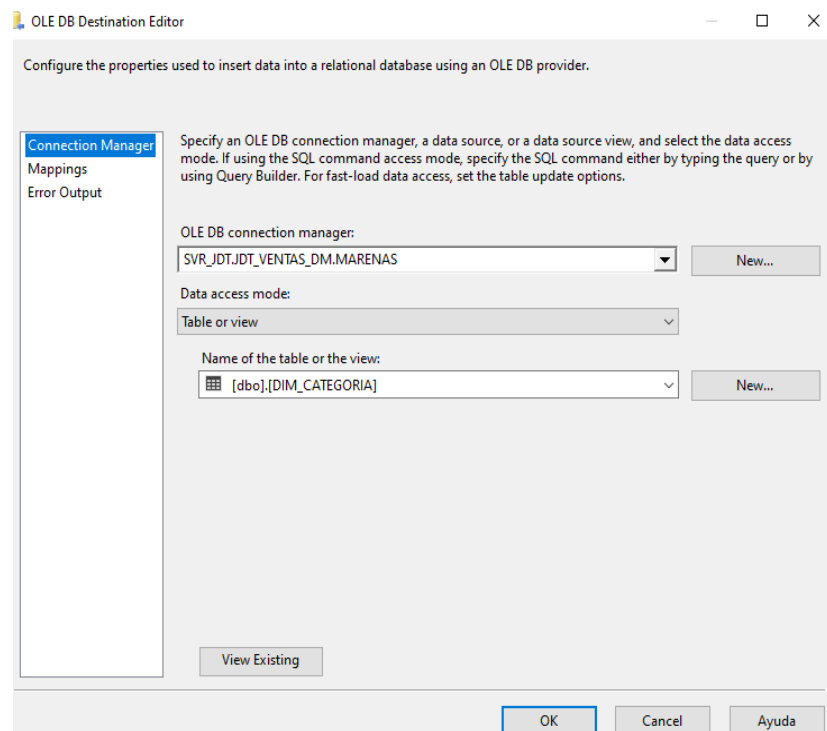 OLE DB Destination Editor
Configure the properties used to insert data into a relational database using an OLE DB provider.
Connection Manager
Mappings
Error Output
Specify an OLE DB connection manager, a data source, or a data source view, and select the data access
mode. If using the SQL command access mode, specify the SQL command either by typing the query or by
using Query Builder. For fast-load data access, set the table update options.
OLE DB connection manager:
SVR_JDT.JDT_VENTAS_DM.MARENAS
New...
Data access mode:
Table or view
Name of the table or the view:
[dbo].[DIM_CATEGORIA]
New...
View Existing
OK
Cancel
Ayuda